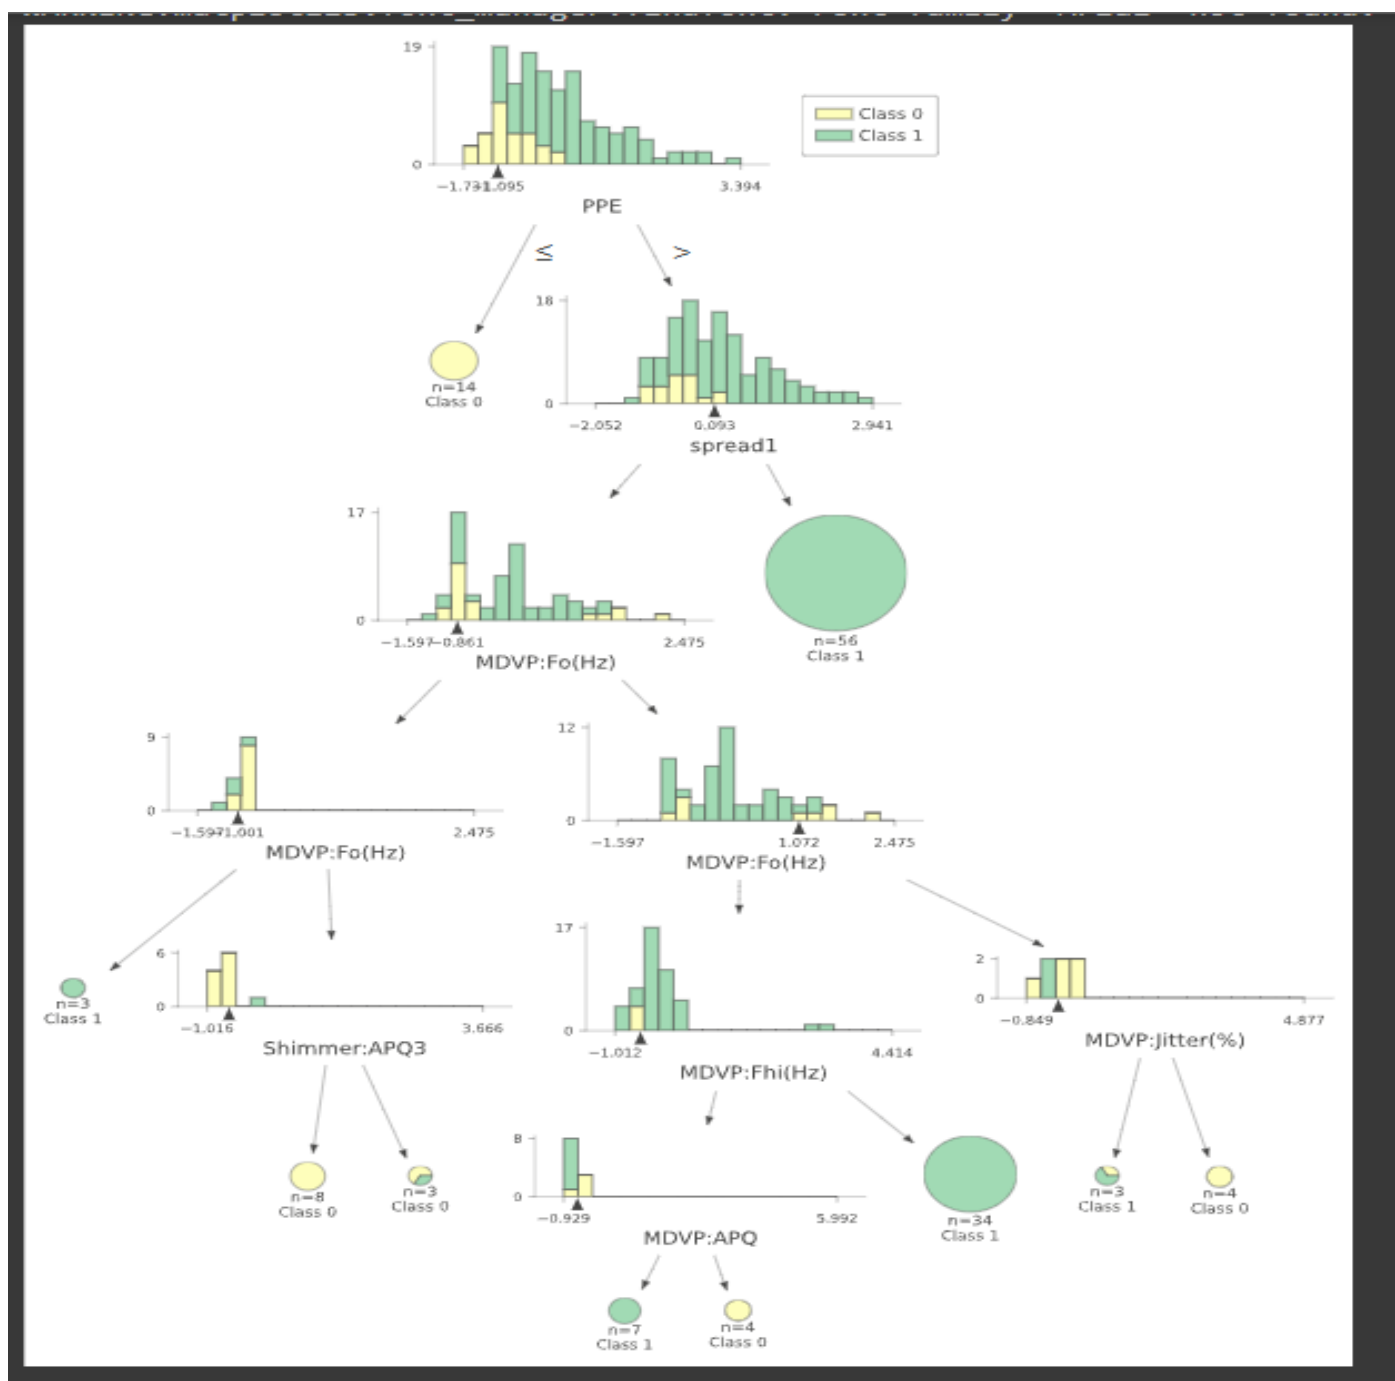 19
Class 0
Class 1
0
−1.731
−1.095
3.394
PPE
≤
>
18
n=14
Class 0
0
−2.052
0.093
2.941
spread1
17
0
−1.597
−0.861
2.475
MDVP:Fo(Hz)
n=56
Class 1
9
0
−1.597
−1.001
2.475
MDVP:Fo(Hz)
12
0
−1.597
1.072
2.475
MDVP:Fo(Hz)
n=3
Class 1
6
0
−1.016
3.666
Shimmer:APQ3
17
0
−1.012
4.414
MDVP:Fhi(Hz)
2
0
−0.849
4.877
MDVP:Jitter(%)
n=8
Class 0
n=3
Class 0
8
0
−0.929
5.992
MDVP:APQ
n=34
Class 1
n=3
Class 1
n=4
Class 0
n=7
Class 1
n=4
Class 0